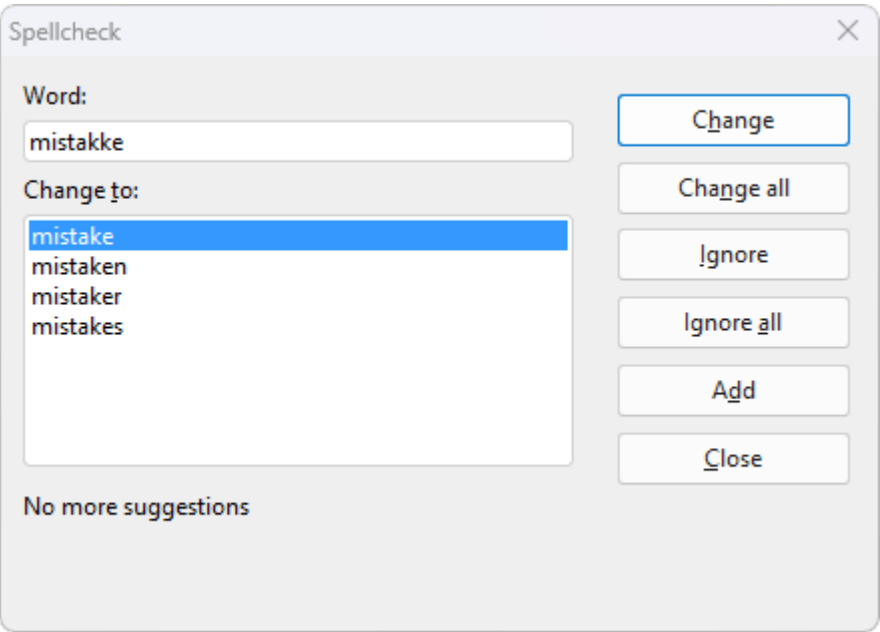 Spellcheck
Word:
mistakke
Change to:
mistake
mistaken
mistaker
mistakes
No more suggestions
Change
Change all
Ignore
Ignore all
Add
Close